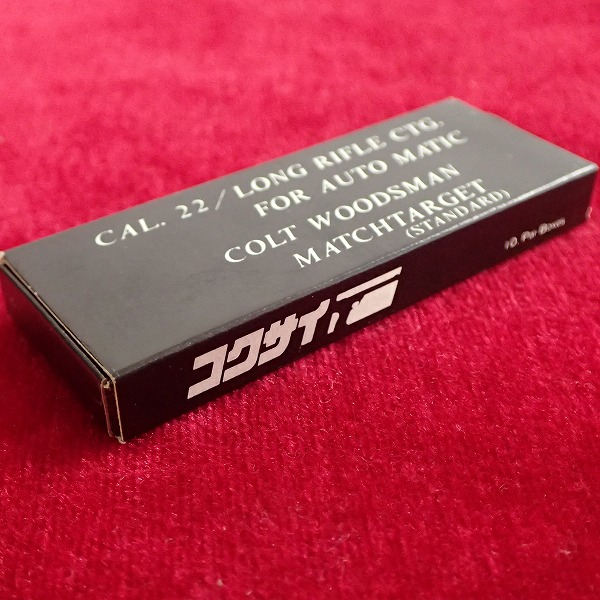 CAL. 22 / LONG RIFLE CTG.
FOR AUTO MATIC
COLT WOODSMAN
MATCHTARGET
(STANDARD)
コクサイ
10. Per Boxes